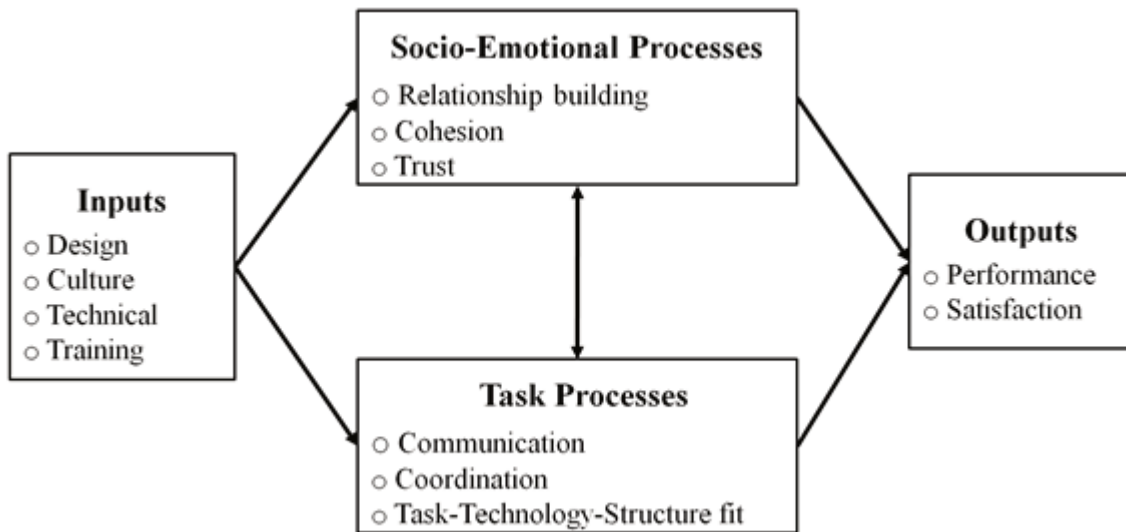 Socio-Emotional Processes
○ Relationship building
○ Cohesion
○ Trust
Inputs
○ Design
○ Culture
○ Technical
○ Training
Outputs
○ Performance
○ Satisfaction
Task Processes
○ Communication
○ Coordination
○ Task-Technology-Structure fit